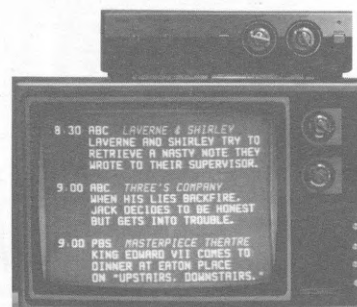 8:30 ABC LAVERNE & SHIRLEY
LAVERNE AND SHIRLEY TRY TO
RETRIEVE A NASTY NOTE THEY
WROTE TO THEIR SUPERVISOR.
9:00 ABC THREE'S COMPANY
WHEN HIS LIES BACKFIRE,
JACK DECIDES TO BE HONEST
BUT GETS INTO TROUBLE.
9:00 PBS MASTERPIECE THEATRE
KING EDWARD VII COMES TO
DINNER AT EATON PLACE
ON "UPSTAIRS, DOWNSTAIRS."